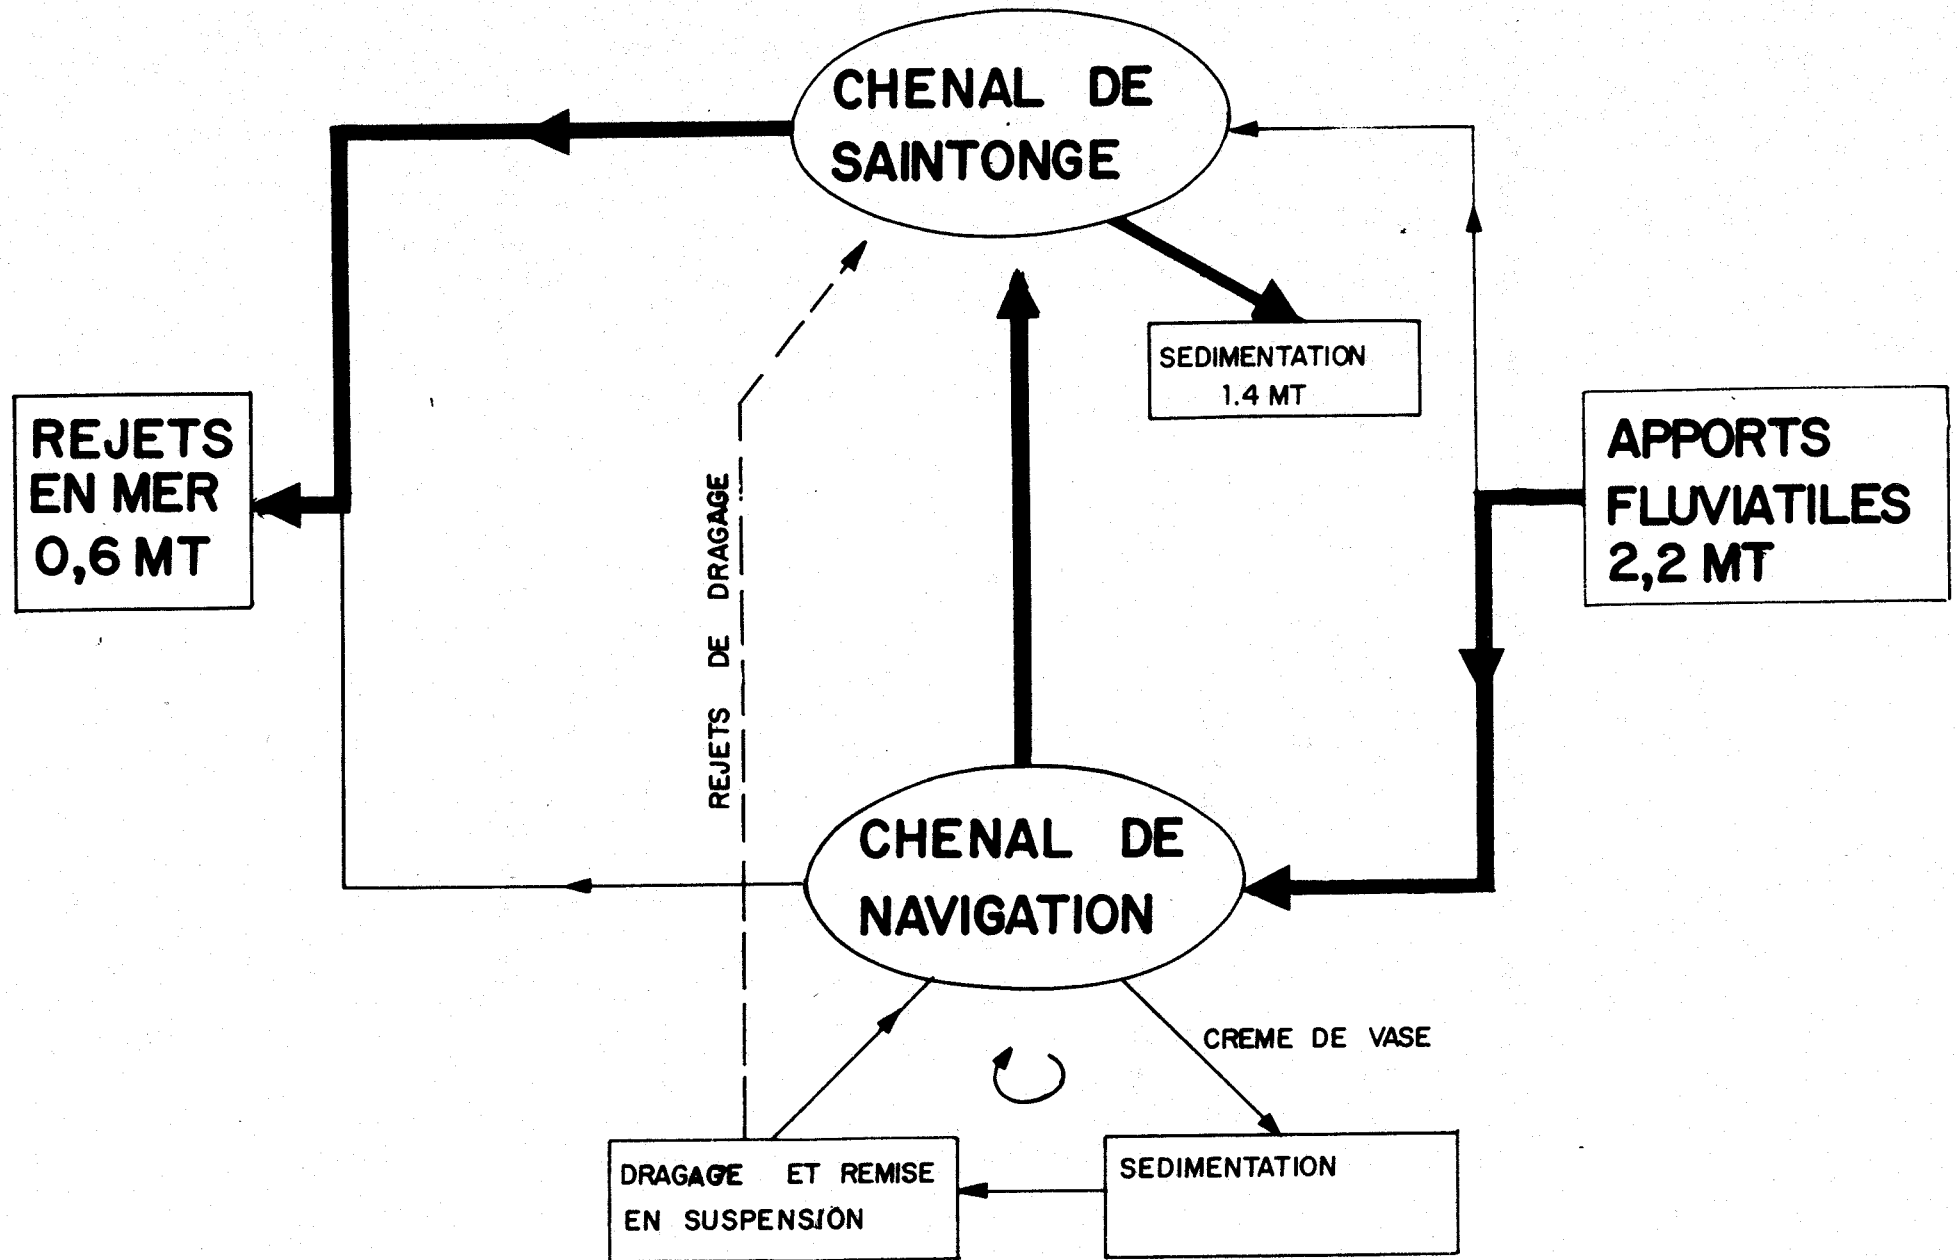 CHENAL DE
SAINTONGE
SEDIMENTATION
1.4 MT
REJETS
EN MER
0,6 MT
APPORTS
FLUVIATILES
2,2 MT
REJETS DE DRAGAGE
CHENAL DE
NAVIGATION
CREME DE VASE
DRAGAGE ET REMISE
EN SUSPENSION
SEDIMENTATION